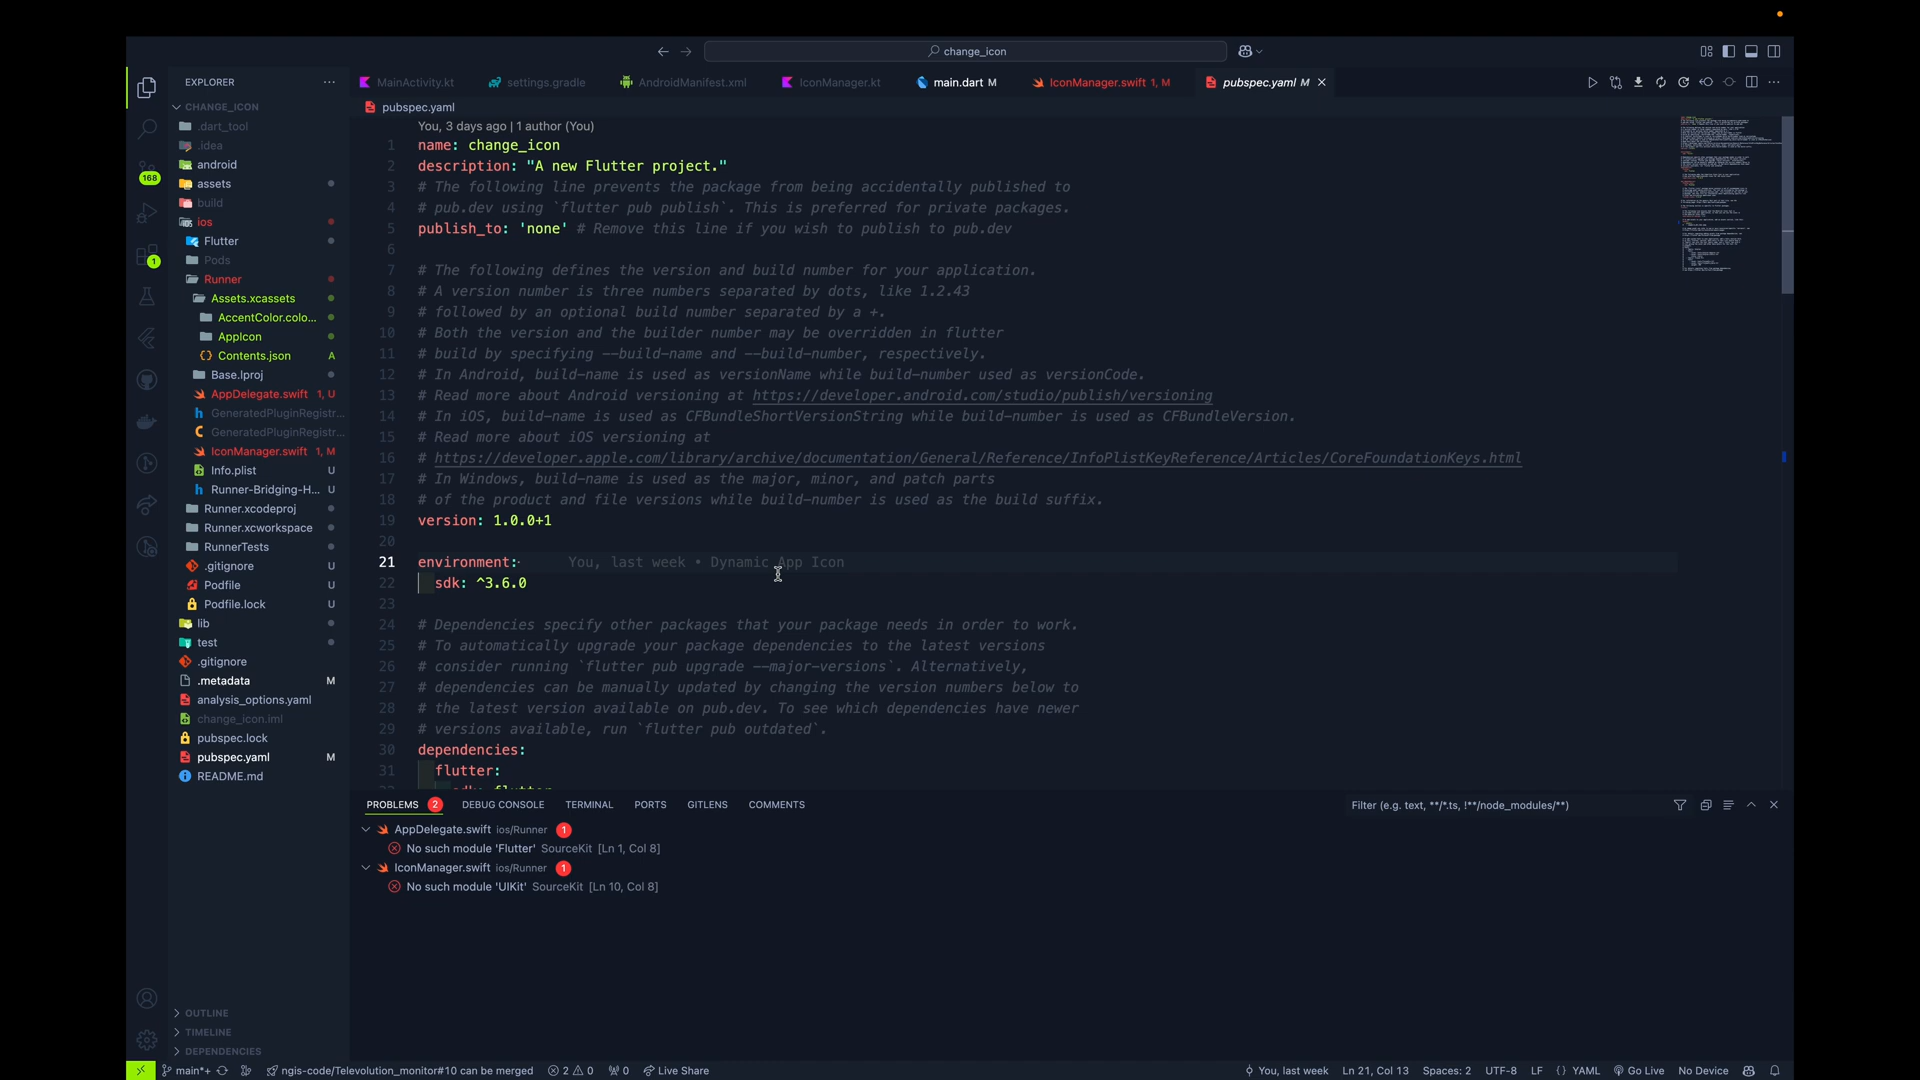 change_icon
EXPLORER
MainActivity.kt
settings.gradle
AndroidManifest.xml
IconManager.kt
main.dart M
IconManager.swift 1, M
pubspec.yaml M
CHANGE_ICON
.dart_tool
.idea
android
assets
build
ios
Flutter
Pods
Runner
Assets.xcassets
AccentColor.colo...
AppIcon
Contents.json A
Base.lproj
AppDelegate.swift 1, U
GeneratedPluginRegistr...
GeneratedPluginRegistr...
IconManager.swift 1, M
Info.plist U
Runner-Bridging-H... U
Runner.xcodeproj
Runner.xcworkspace
RunnerTests
.gitignore U
Podfile U
Podfile.lock U
lib
test
.gitignore
.metadata M
analysis_options.yaml
change_icon.iml
pubspec.lock
pubspec.yaml M
README.md
OUTLINE
TIMELINE
DEPENDENCIES
168
1
pubspec.yaml
You, 3 days ago | 1 author (You)
1 name: change_icon
2 description: "A new Flutter project."
3 # The following line prevents the package from being accidentally published to
4 # pub.dev using `flutter pub publish`. This is preferred for private packages.
5 publish_to: 'none' # Remove this line if you wish to publish to pub.dev
6
7 # The following defines the version and build number for your application.
8 # A version number is three numbers separated by dots, like 1.2.43
9 # followed by an optional build number separated by a +.
10 # Both the version and the builder number may be overridden in flutter
11 # build by specifying --build-name and --build-number, respectively.
12 # In Android, build-name is used as versionName while build-number used as versionCode.
13 # Read more about Android versioning at https://developer.android.com/studio/publish/versioning
14 # In iOS, build-name is used as CFBundleShortVersionString while build-number is used as CFBundleVersion.
15 # Read more about iOS versioning at
16 # https://developer.apple.com/library/archive/documentation/General/Reference/InfoPlistKeyReference/Articles/CoreFoundationKeys.html
17 # In Windows, build-name is used as the major, minor, and patch parts
18 # of the product and file versions while build-number is used as the build suffix.
19 version: 1.0.0+1
20
21 environment: You, last week • Dynamic App Icon
22 sdk: ^3.6.0
23
24 # Dependencies specify other packages that your package needs in order to work.
25 # To automatically upgrade your package dependencies to the latest versions
26 # consider running `flutter pub upgrade --major-versions`. Alternatively,
27 # dependencies can be manually updated by changing the version numbers below to
28 # the latest version available on pub.dev. To see which dependencies have newer
29 # versions available, run `flutter pub outdated`.
30 dependencies:
31 flutter:
PROBLEMS 2 DEBUG CONSOLE TERMINAL PORTS GITLENS COMMENTS
Filter (e.g. text, **/*.ts, !**/node_modules/**)
AppDelegate.swift ios/Runner 1
No such module 'Flutter' SourceKit [Ln 1, Col 8]
IconManager.swift ios/Runner 1
No such module 'UIKit' SourceKit [Ln 10, Col 8]
main*+ ngis-code/Televolution_monitor#10 can be merged 2 0 0 Live Share
You, last week Ln 21, Col 13 Spaces: 2 UTF-8 LF {} YAML Go Live No Device